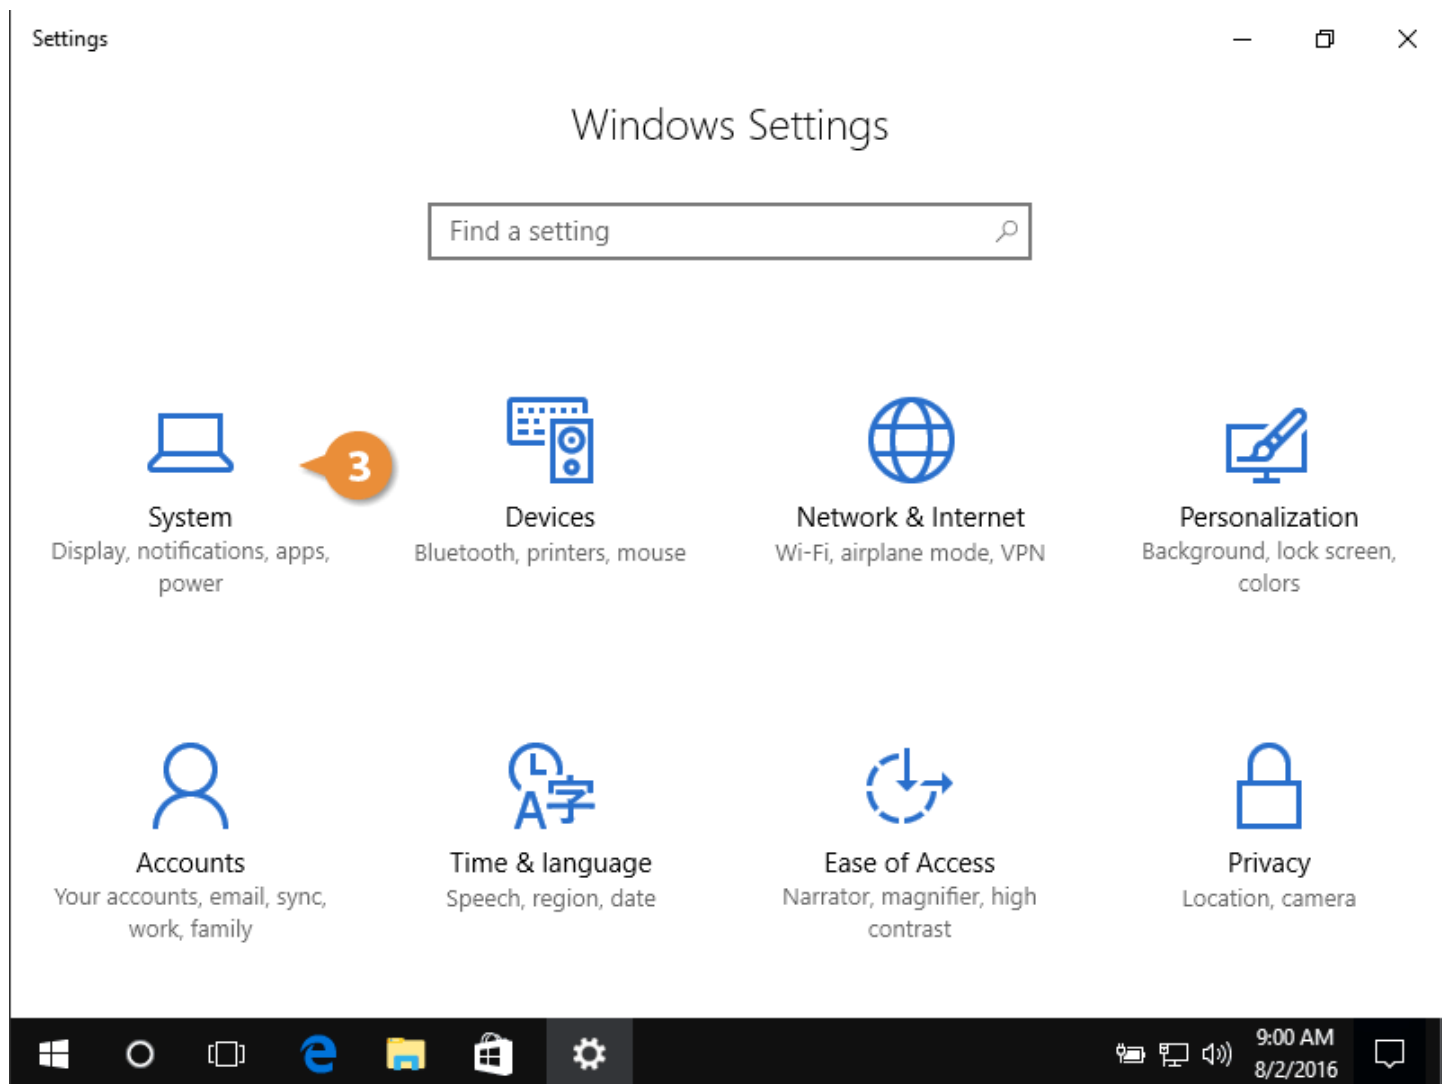 Settings
Windows Settings
Find a setting
3
System
Display, notifications, apps,
power
Devices
Bluetooth, printers, mouse
Network & Internet
Wi-Fi, airplane mode, VPN
Personalization
Background, lock screen,
colors
A字
Accounts
Your accounts, email, sync,
work, family
Time & language
Speech, region, date
Ease of Access
Narrator, magnifier, high
contrast
Privacy
Location, camera
9:00 AM
8/2/2016